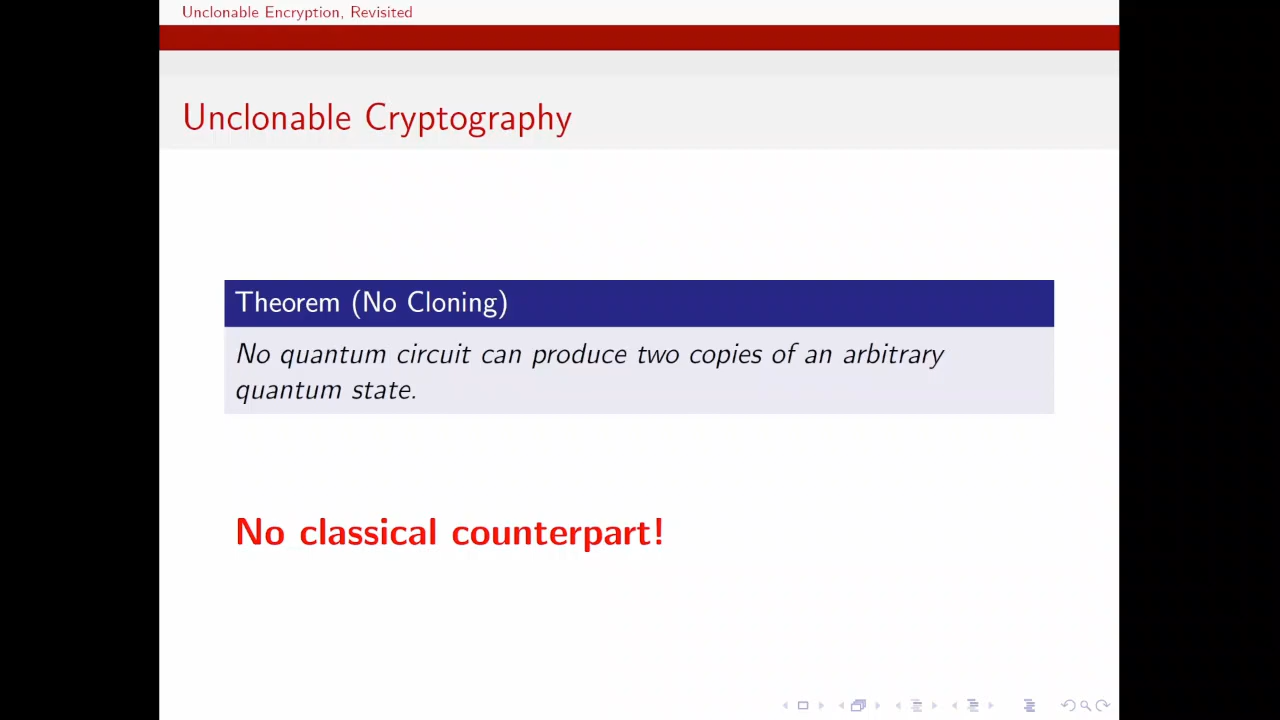 Unclonable Encryption, Revisited
Unclonable Cryptography
Theorem (No Cloning)
No quantum circuit can produce two copies of an arbitrary
quantum state.
No classical counterpart!